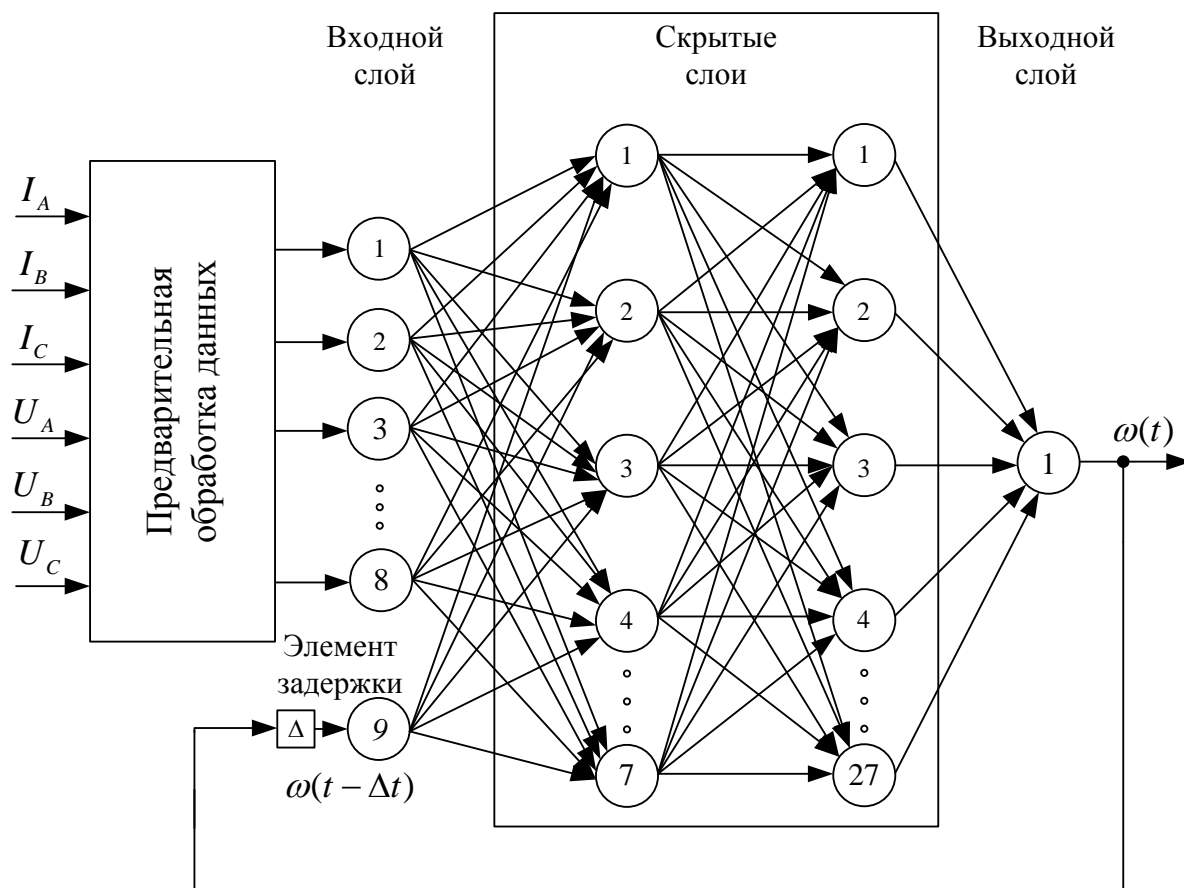 Входной
слой
Скрытые
слои
Выходной
слой
I_A
I_B
I_C
U_A
U_B
U_C
Предварительная
обработка данных
1
2
3
8
Элемент
задержки
Δ
9
ω(t − Δt)
1
2
3
4
7
1
2
3
4
27
1
ω(t)